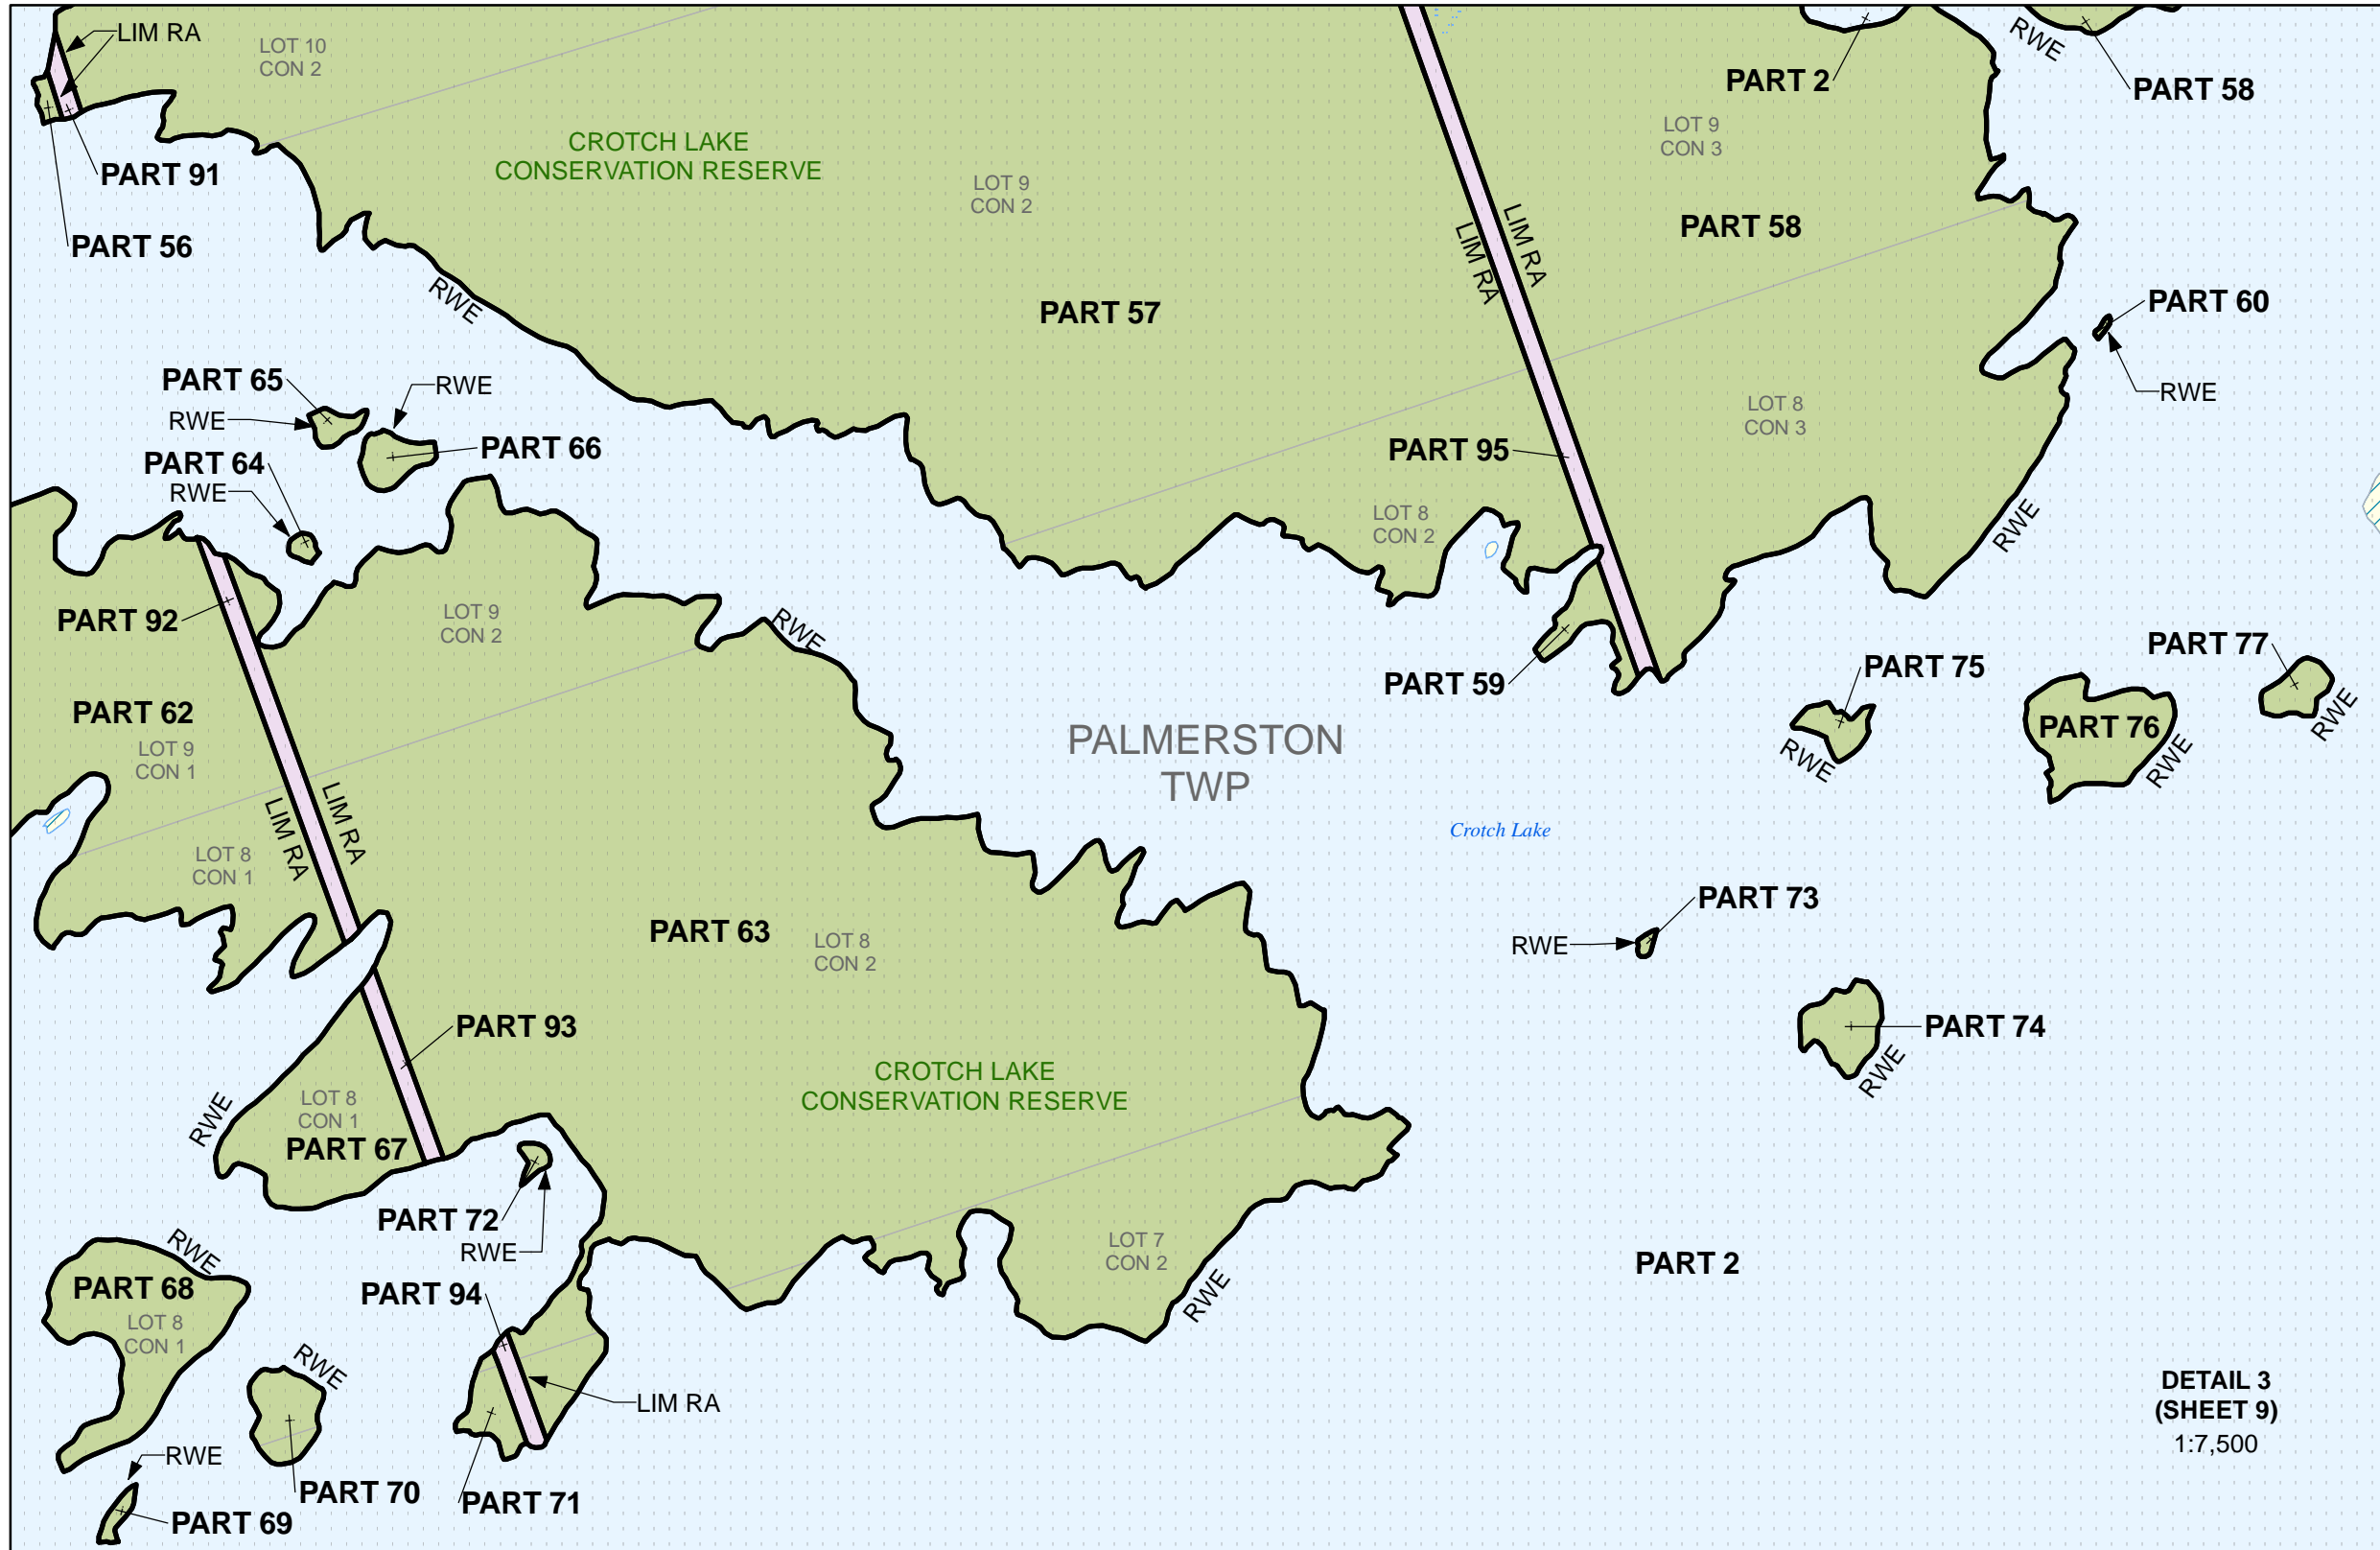 LIM RA
LOT 10
CON 2
RWE
PART 2
PART 58
CROTCH LAKE
CONSERVATION RESERVE
LOT 9
CON 3
PART 91
LOT 9
CON 2
PART 58
PART 56
LIM RA
LIM RA
RWE
PART 57
PART 60
RWE
PART 65
RWE
RWE
LOT 8
CON 3
PART 66
PART 95
PART 64
RWE
LOT 8
CON 2
RWE
PART 92
LOT 9
CON 2
RWE
PART 59
PART 75
PART 77
PART 62
LOT 9
CON 1
PALMERSTON
TWP
RWE
PART 76
RWE
RWE
LIM RA
LIM RA
Crotch Lake
LOT 8
CON 1
PART 63
LOT 8
CON 2
PART 73
RWE
PART 93
PART 74
RWE
CROTCH LAKE
CONSERVATION RESERVE
RWE
LOT 8
CON 1
PART 67
PART 72
RWE
RWE
LOT 7
CON 2
PART 2
PART 68
PART 94
RWE
LOT 8
CON 1
RWE
LIM RA
DETAIL 3
(SHEET 9)
1:7,500
RWE
PART 70
PART 71
PART 69